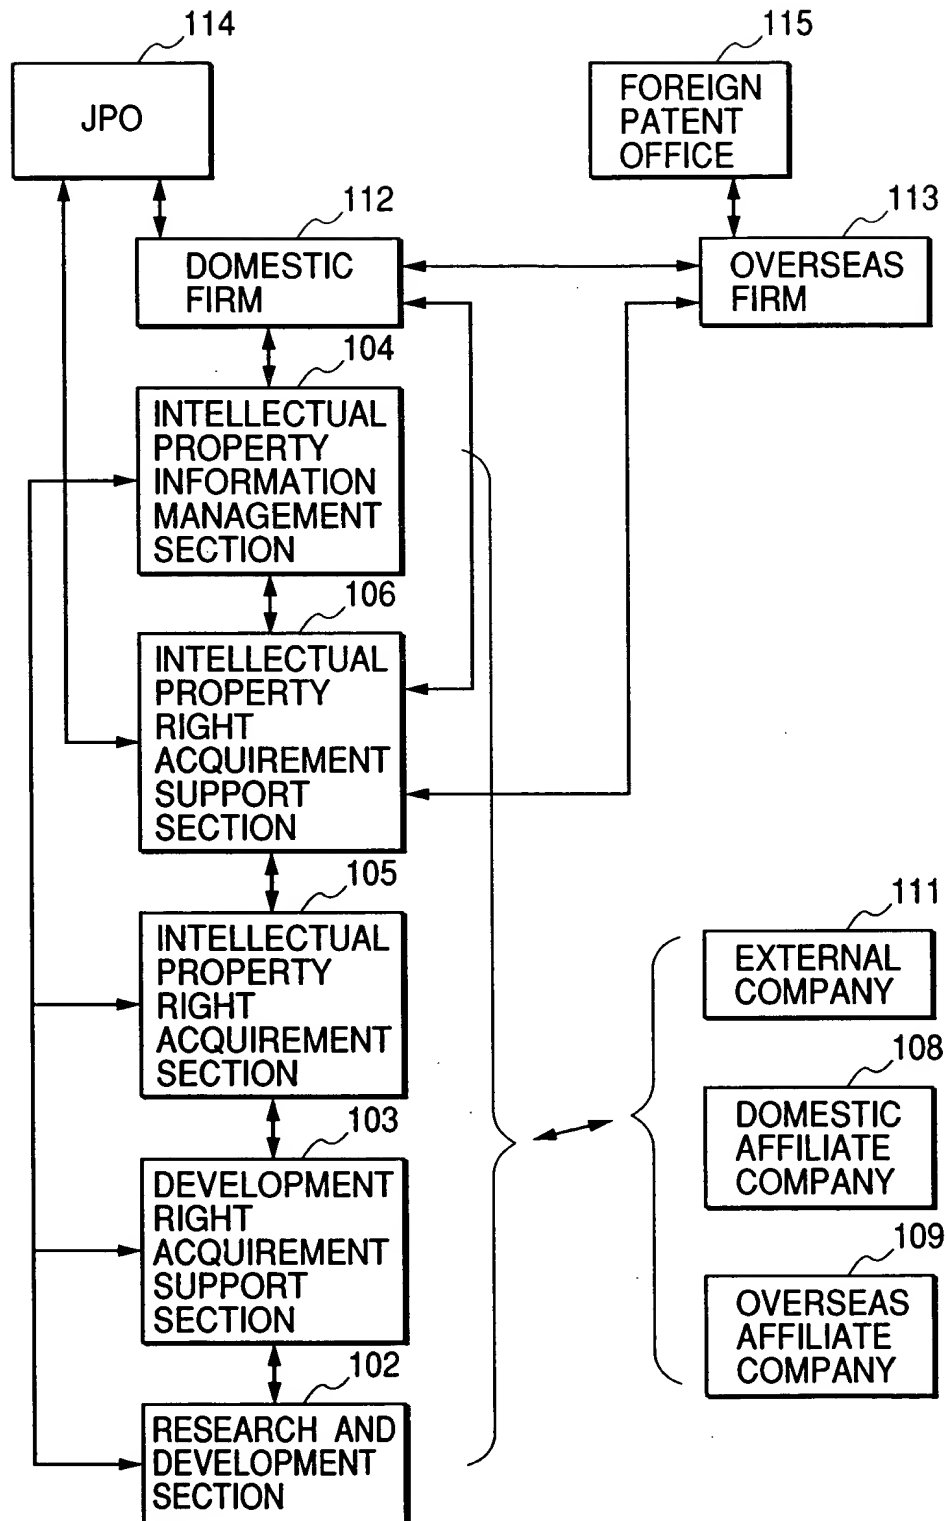 114
JPO
115
FOREIGN
PATENT
OFFICE
112
DOMESTIC
FIRM
113
OVERSEAS
FIRM
104
INTELLECTUAL
PROPERTY
INFORMATION
MANAGEMENT
SECTION
106
INTELLECTUAL
PROPERTY
RIGHT
ACQUIREMENT
SUPPORT
SECTION
105
INTELLECTUAL
PROPERTY
RIGHT
ACQUIREMENT
SECTION
103
DEVELOPMENT
RIGHT
ACQUIREMENT
SUPPORT
SECTION
102
RESEARCH AND
DEVELOPMENT
SECTION
111
EXTERNAL
COMPANY
108
DOMESTIC
AFFILIATE
COMPANY
109
OVERSEAS
AFFILIATE
COMPANY